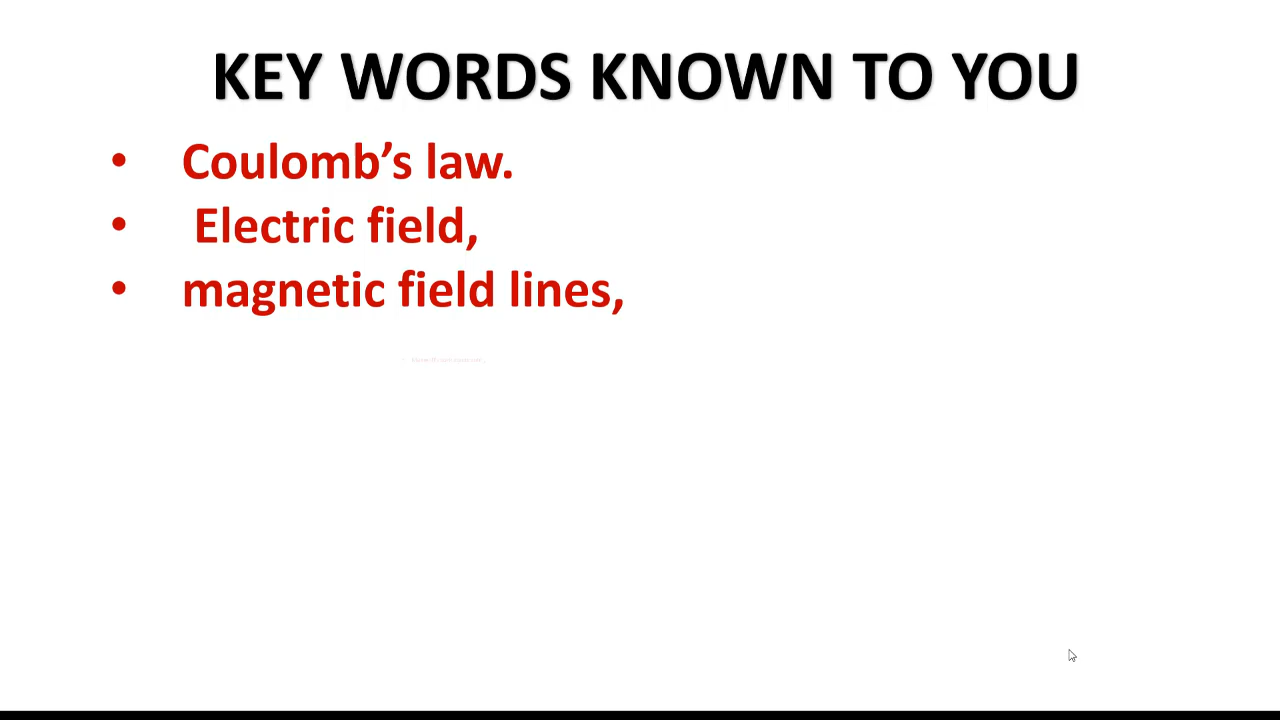 KEY WORDS KNOWN TO YOU
• Coulomb’s law.
• Electric field,
• magnetic field lines,